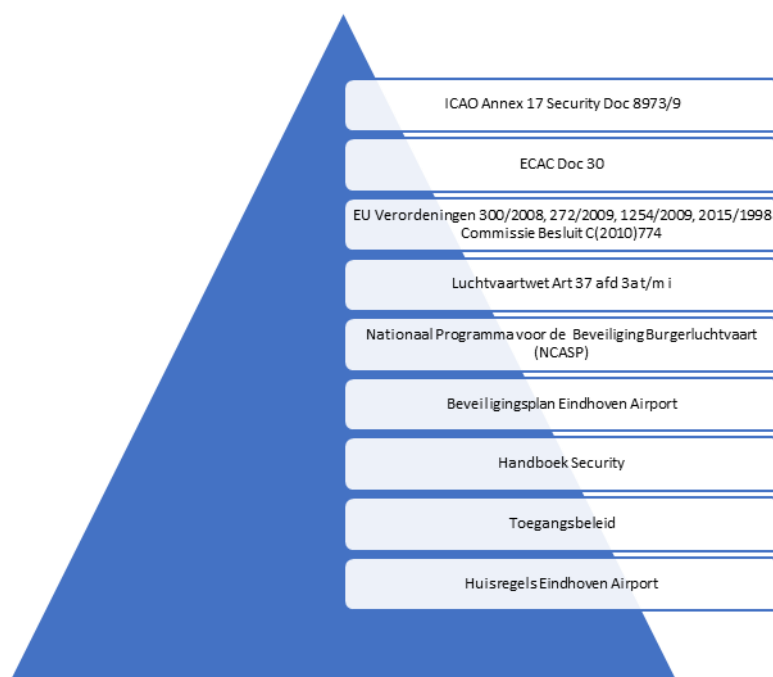 ICAO Annex 17 Security Doc 8973/9
ECAC Doc 30
EU Verordeningen 300/2008, 272/2009, 1254/2009, 2015/1998
Commissie Besluit C(2010)774
Luchtvaartwet Art 37 afd 3a t/m i
Nationaal Programma voor de Beveiliging Burgerluchtvaart
(NCASP)
Beveiligingsplan Eindhoven Airport
Handboek Security
Toegangsbeleid
Huisregels Eindhoven Airport